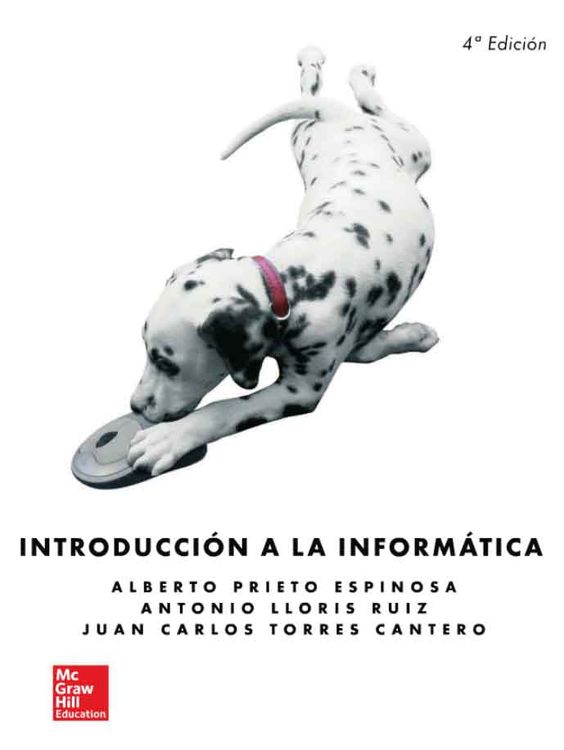 4ª Edición
INTRODUCCIÓN A LA INFORMÁTICA
ALBERTO PRIETO ESPINOSA
ANTONIO LLORIS RUIZ
JUAN CARLOS TORRES CANTERO
Mc
Graw
Hill
Education